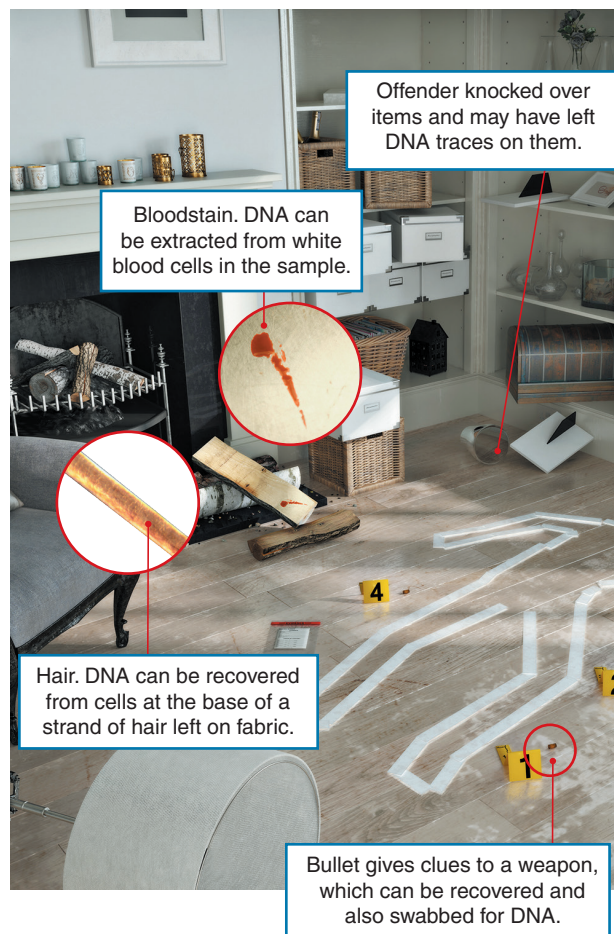 Offender knocked over
items and may have left
DNA traces on them.
Bloodstain. DNA can
be extracted from white
blood cells in the sample.
4
Hair. DNA can be recovered
from cells at the base of a
strand of hair left on fabric.
2
1
Bullet gives clues to a weapon,
which can be recovered and
also swabbed for DNA.